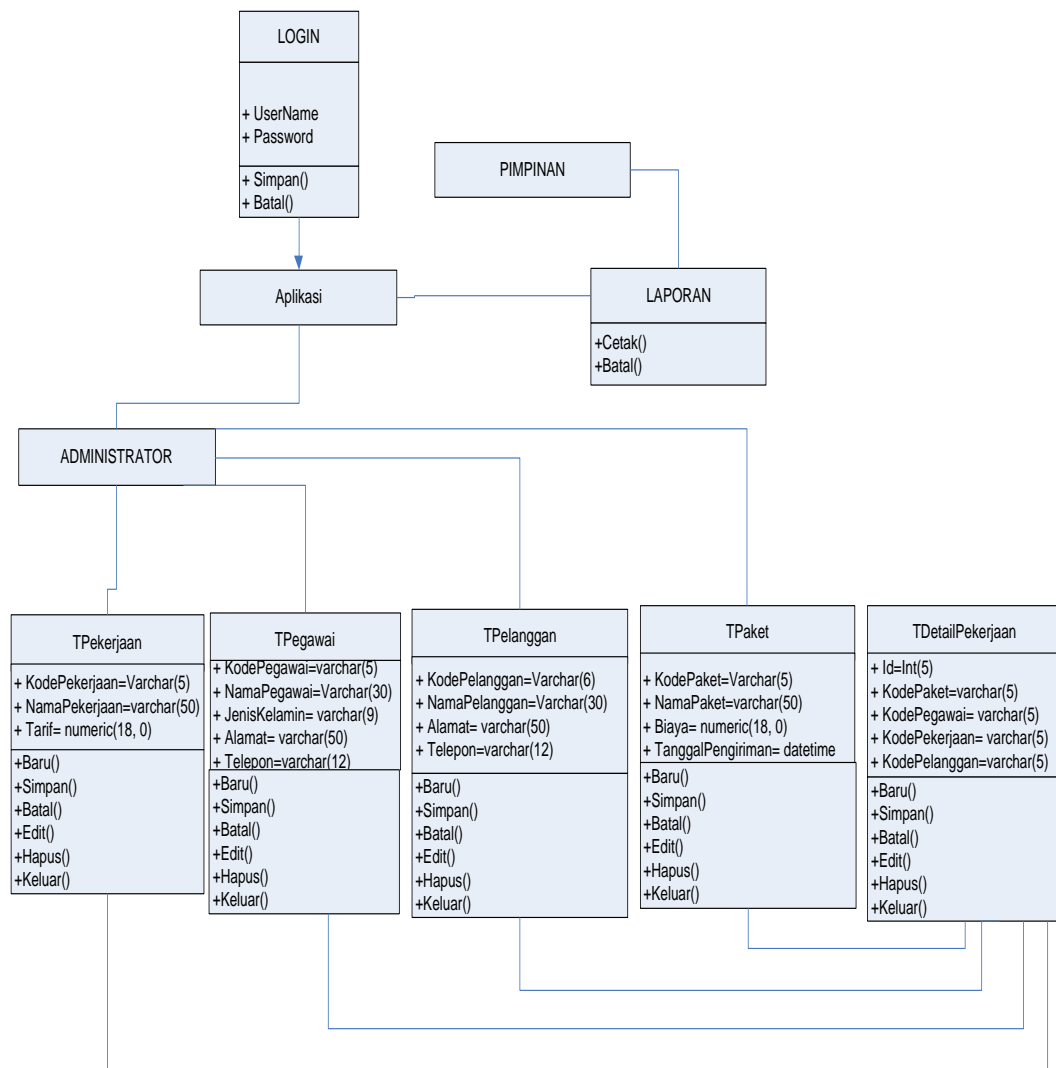 LOGIN
+ UserName
+ Password
+ Simpan()
+ Batal()
PIMPINAN
Aplikasi
LAPORAN
+Cetak()
+Batal()
ADMINISTRATOR
TPekerjaan
+ KodePekerjaan=Varchar(5)
+ NamaPekerjaan=varchar(50)
+ Tarif= numeric(18, 0)
+Baru()
+Simpan()
+Batal()
+Edit()
+Hapus()
+Keluar()
TPegawai
+ KodePegawai=varchar(5)
+ NamaPegawai=Varchar(30)
+ JenisKelamin= varchar(9)
+ Alamat= varchar(50)
+ Telepon=varchar(12)
+Baru()
+Simpan()
+Batal()
+Edit()
+Hapus()
+Keluar()
TPelanggan
+ KodePelanggan=Varchar(6)
+ NamaPelanggan=Varchar(30)
+ Alamat= varchar(50)
+ Telepon=varchar(12)
+Baru()
+Simpan()
+Batal()
+Edit()
+Hapus()
+Keluar()
TPaket
+ KodePaket=Varchar(5)
+ NamaPaket=varchar(50)
+ Biaya= numeric(18, 0)
+ TanggalPengiriman= datetime
+Baru()
+Simpan()
+Batal()
+Edit()
+Hapus()
+Keluar()
TDetailPekerjaan
+ Id=Int(5)
+ KodePaket=varchar(5)
+ KodePegawai= varchar(5)
+ KodePekerjaan=varchar(5)
+ KodePelanggan=varchar(5)
+Baru()
+Simpan()
+Batal()
+Edit()
+Hapus()
+Keluar()